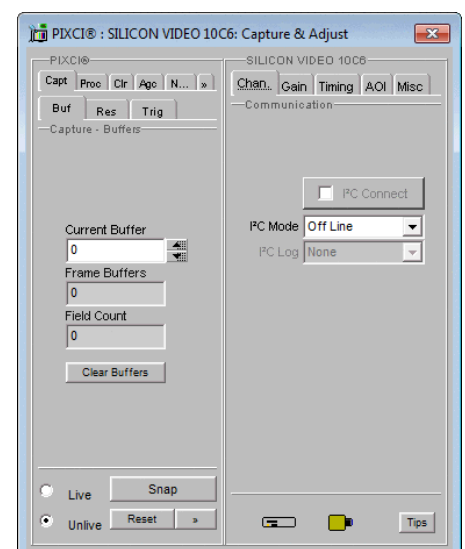 PIXCI® : SILICON VIDEO 10C6: Capture & Adjust
PIXCI®
Capt Proc Clr Agc N... »
Buf Res Trig
Capture - Buffers
Current Buffer
0
Frame Buffers
0
Field Count
0
Clear Buffers
Live Snap
Unlive Reset »
SILICON VIDEO 10C6
Chan. Gain Timing AOI Misc
Communication
I²C Connect
I²C Mode Off Line
I²C Log None
Tips